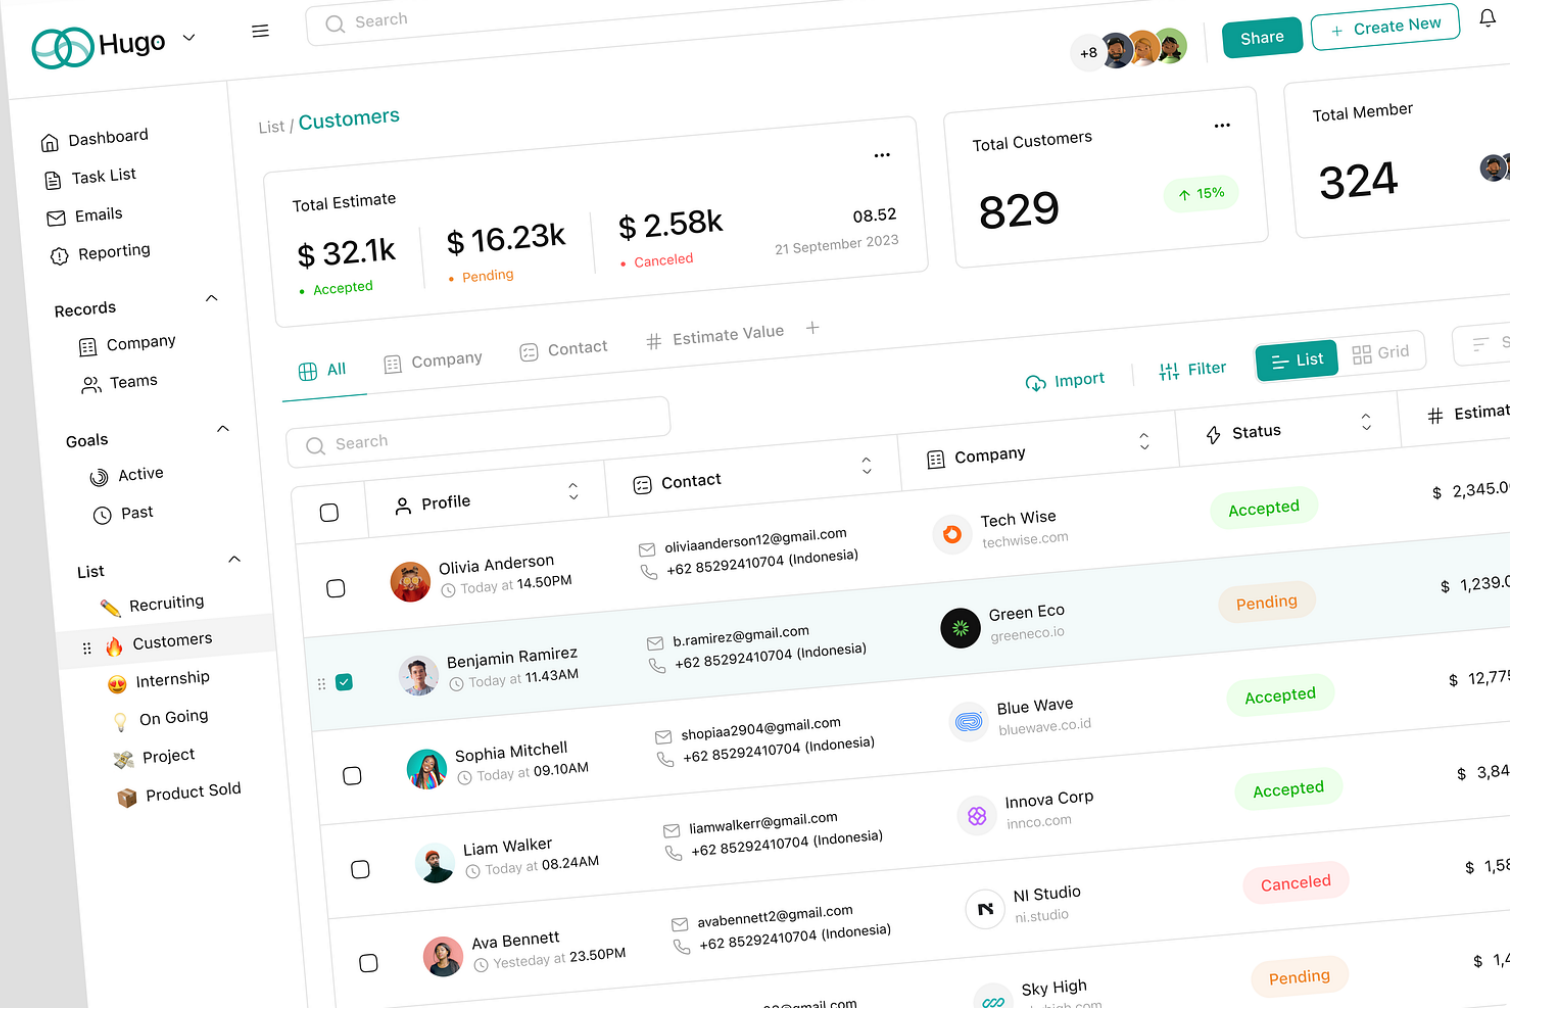 Hugo
Search
+8
Share
+ Create New
Dashboard
Task List
Emails
Reporting
Records
Company
Teams
Goals
Active
Past
List
Recruiting
Customers
Internship
On Going
Project
Product Sold
List / Customers
Total Estimate
$ 32.1k
• Accepted
$ 16.23k
• Pending
$ 2.58k
• Canceled
08.52
21 September 2023
Total Customers
829
↑ 15%
Total Member
324
All
Company
Contact
# Estimate Value
+
Import
Filter
List
Grid
S
Search
Profile
Contact
Company
Status
# Estimat
Olivia Anderson
Today at 14.50PM
oliviaanderson12@gmail.com
+62 85292410704 (Indonesia)
Tech Wise
techwise.com
Accepted
$ 2,345.0
Benjamin Ramirez
Today at 11.43AM
b.ramirez@gmail.com
+62 85292410704 (Indonesia)
Green Eco
greeneco.io
Pending
$ 1,239.0
Sophia Mitchell
Today at 09.10AM
shopiaa2904@gmail.com
+62 85292410704 (Indonesia)
Blue Wave
bluewave.co.id
Accepted
$ 12,775
Liam Walker
Today at 08.24AM
liamwalkerr@gmail.com
+62 85292410704 (Indonesia)
Innova Corp
innco.com
Accepted
$ 3,84
Ava Bennett
Yesteday at 23.50PM
avabennett2@gmail.com
+62 85292410704 (Indonesia)
NI Studio
ni.studio
Canceled
$ 1,58
@gmail.com
Sky High
Pending
$ 1,4